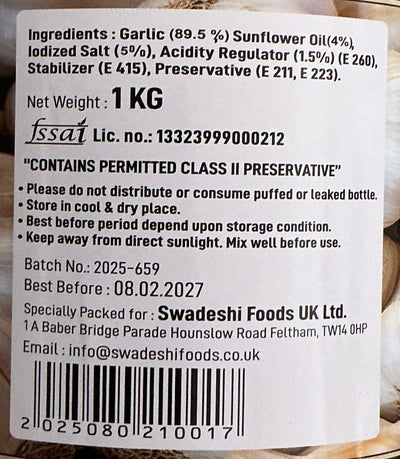 Ingredients : Garlic (89.5 %) Sunflower Oil(4%),
Iodized Salt (5%), Acidity Regulator (1.5%) (E 260),
Stabilizer (E 415), Preservative (E 211, E 223).
Net Weight : 1 KG
fssai Lic. no.: 13323999000212
"CONTAINS PERMITTED CLASS II PRESERVATIVE”
• Please do not distribute or consume puffed or leaked bottle.
• Store in cool & dry place.
• Best before period depend upon storage condition.
• Keep away from direct sunlight. Mix well before use.
Batch No.: 2025-659
Best Before : 08.02.2027
Specially Packed for : Swadeshi Foods UK Ltd.
1 A Baber Bridge Parade Hounslow Road Feltham, TW14 0HP
Email : info@swadeshifoods.co.uk
2 025080 210017